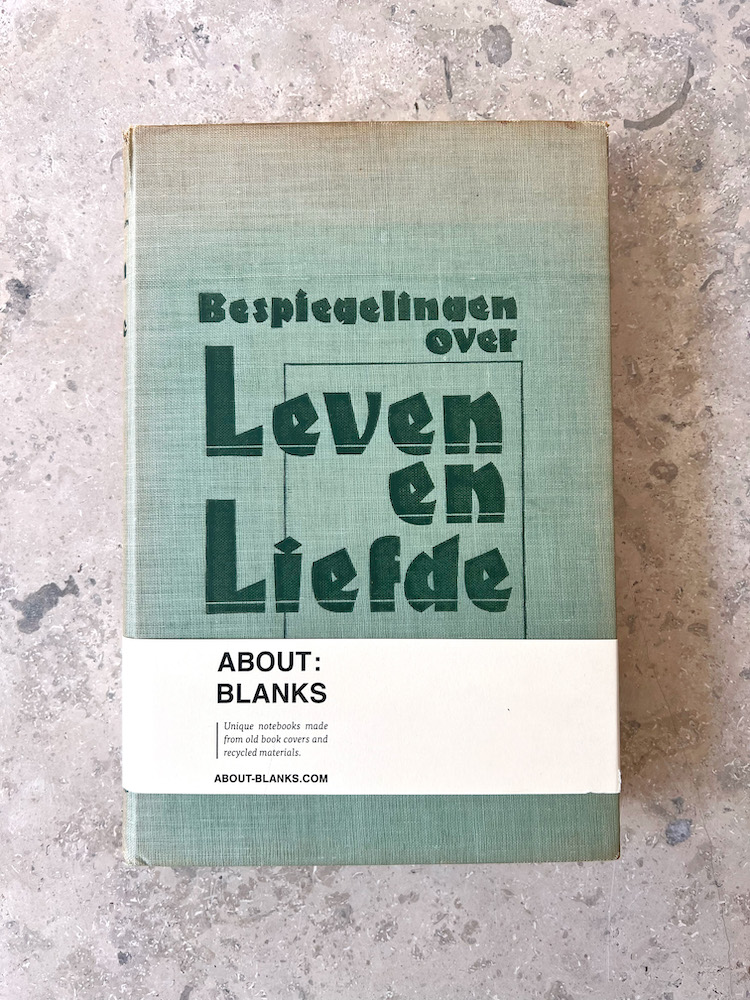 Bespiegelingen
over
Leven
en
Liefde
ABOUT:
BLANKS
Unique notebooks made
from old book covers and
recycled materials.
ABOUT-BLANKS.COM